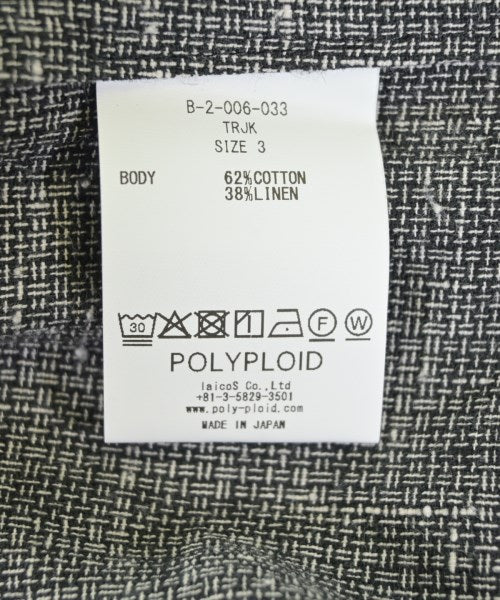 B-2-006-033
TRJK
SIZE 3
BODY 62%COTTON
38%LINEN
30 F W
POLYPLOID
laicoS Co.,Ltd
+81-3-5829-3501
www.poly-ploid.com
MADE IN JAPAN